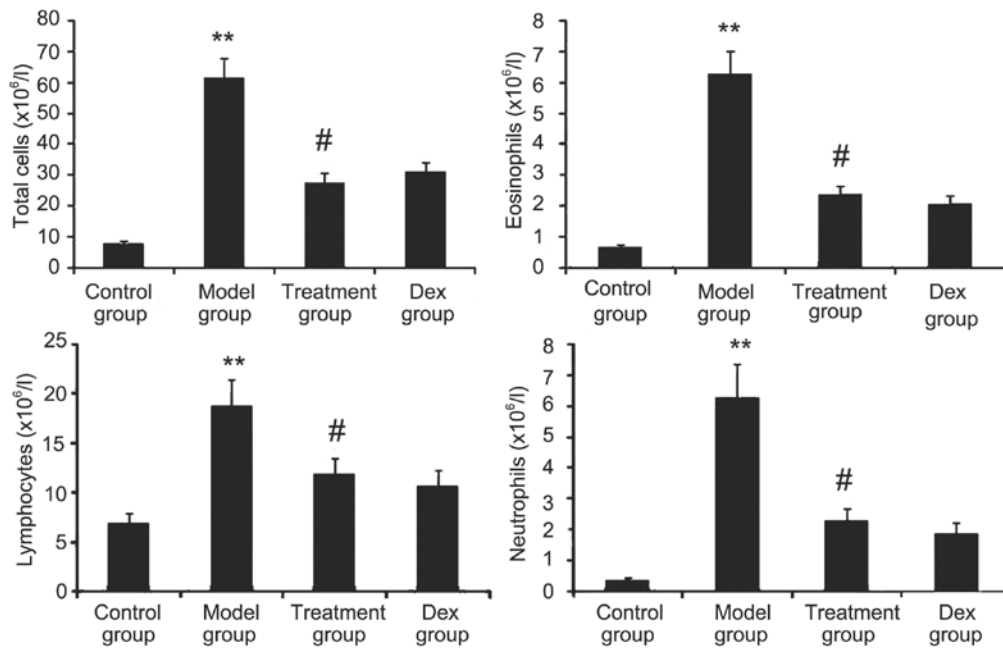 Total cells (x10⁶/l)
80
70
60
50
40
30
20
10
0
**
#
Control group
Model group
Treatment group
Dex group
Eosinophils (x10⁶/l)
8
7
6
5
4
3
2
1
0
**
#
Control group
Model group
Treatment group
Dex group
Lymphocytes (x10⁶/l)
25
20
15
10
5
0
**
#
Control group
Model group
Treatment group
Dex group
Neutrophils (x10⁶/l)
8
7
6
5
4
3
2
1
0
**
#
Control group
Model group
Treatment group
Dex group